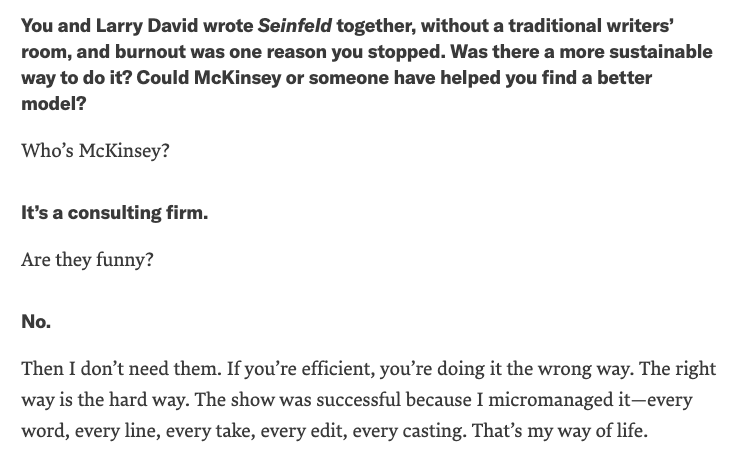 You and Larry David wrote Seinfeld together, without a traditional writers’
room, and burnout was one reason you stopped. Was there a more sustainable
way to do it? Could McKinsey or someone have helped you find a better
model?
Who’s McKinsey?
It’s a consulting firm.
Are they funny?
No.
Then I don’t need them. If you’re efficient, you’re doing it the wrong way. The right
way is the hard way. The show was successful because I micromanaged it—every
word, every line, every take, every edit, every casting. That’s my way of life.